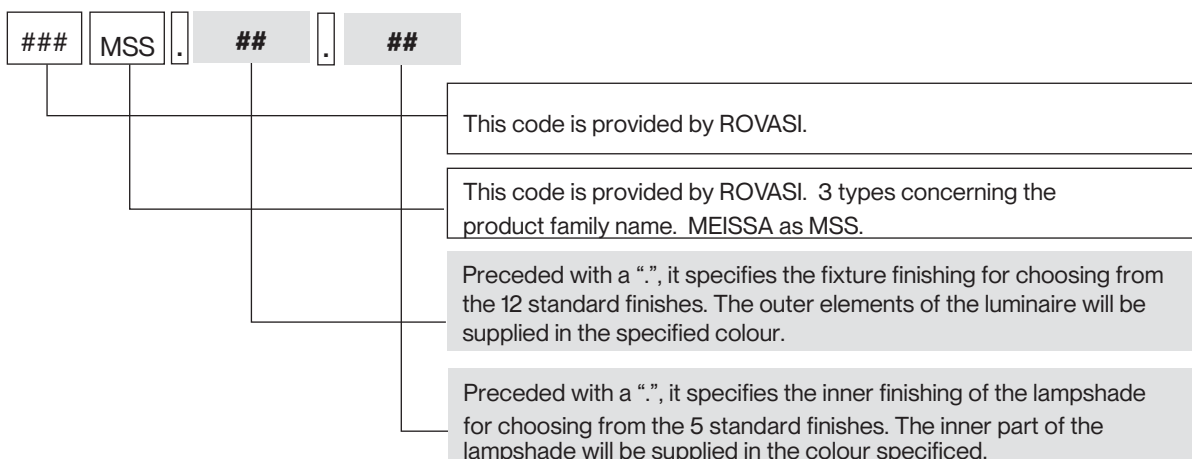 ### MSS . ## . ##
This code is provided by ROVASI.
This code is provided by ROVASI. 3 types concerning the
product family name. MEISSA as MSS.
Preceded with a “.”, it specifies the fixture finishing for choosing from
the 12 standard finishes. The outer elements of the luminaire will be
supplied in the specified colour.
Preceded with a “.”, it specifies the inner finishing of the lampshade
for choosing from the 5 standard finishes. The inner part of the
lampshade will be supplied in the colour specificed.